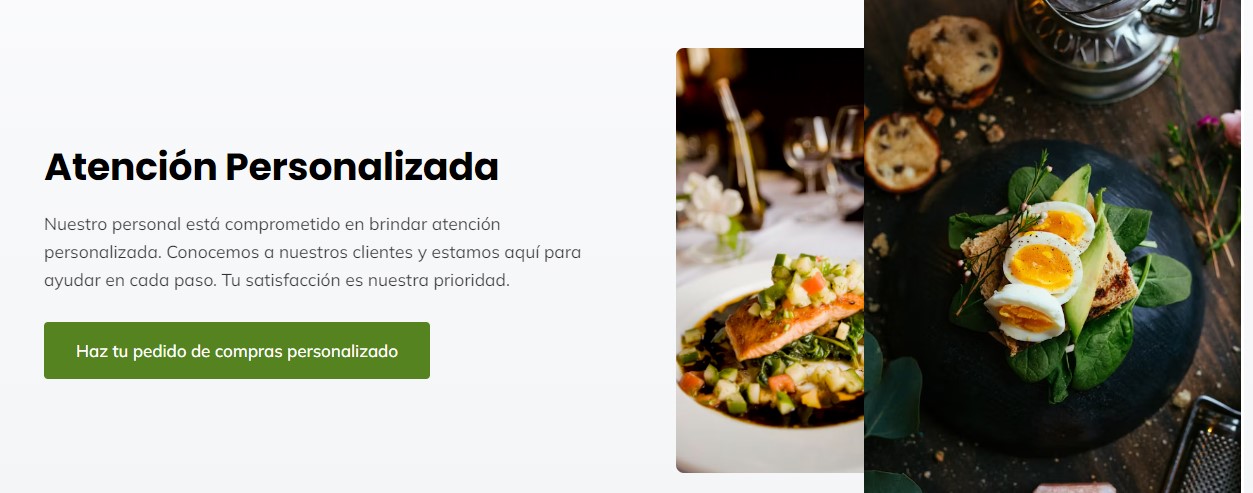 Atención Personalizada
Nuestro personal está comprometido en brindar atención
personalizada. Conocemos a nuestros clientes y estamos aquí para
ayudar en cada paso. Tu satisfacción es nuestra prioridad.
Haz tu pedido de compras personalizado